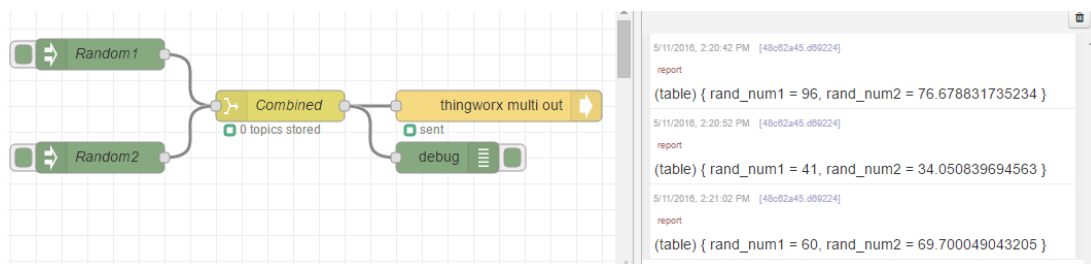 Random1
Combined
thingworx multi out
0 topics stored
sent
Random2
debug
5/11/2016, 2:20:42 PM [48c62a45.d69224]
report
(table) { rand_num1 = 96, rand_num2 = 76.678831735234 }
5/11/2016, 2:20:52 PM [48c62a45.d69224]
report
(table) { rand_num1 = 41, rand_num2 = 34.050839694563 }
5/11/2016, 2:21:02 PM [48c62a45.d69224]
report
(table) { rand_num1 = 60, rand_num2 = 69.700049043205 }